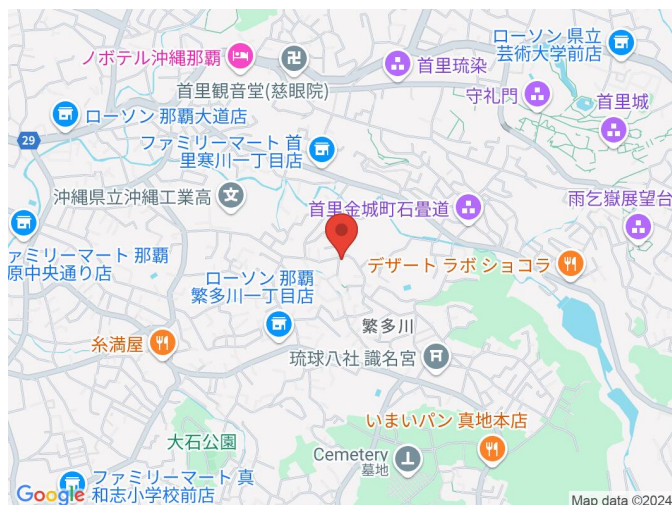 ローソン 県立
芸術大学前店
ノボテル沖縄那覇
首里観音堂(慈眼院)
首里琉染
守礼門
首里城
ローソン 那覇大道店
29
ファミリーマート 首
里寒川一丁目店
沖縄県立沖縄工業高
首里金城町石畳道
雨乞嶽展望台
ファミリーマート 那覇
原中央通り店
デザート ラボ ショコラ
ローソン 那覇
繁多川一丁目店
繁多川
糸満屋
琉球八社 識名宮
いまいパン 真地本店
大石公園
Cemetery
墓地
ファミリーマート 真
和志小学校前店
Google
Map data ©2024